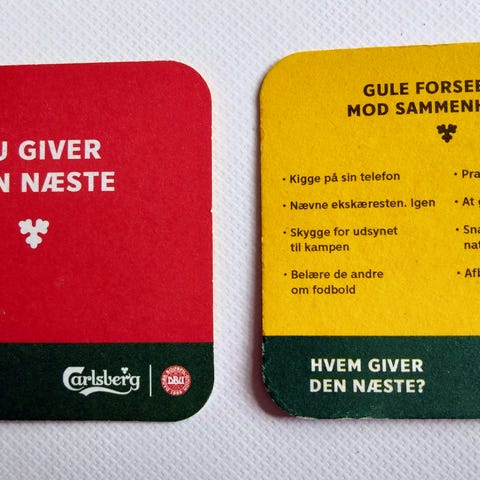 U GIVER
N NÆSTE
Carlsberg
DBU
GULE FORSEE
MOD SAMMENH
• Kigge på sin telefon
• Nævne ekskæresten. Igen
• Skygge for udsynet
til kampen
• Belære de andre
om fodbold
• Pra
• At g
• Sna
nat
• Afb
HVEM GIVER
DEN NÆSTE?